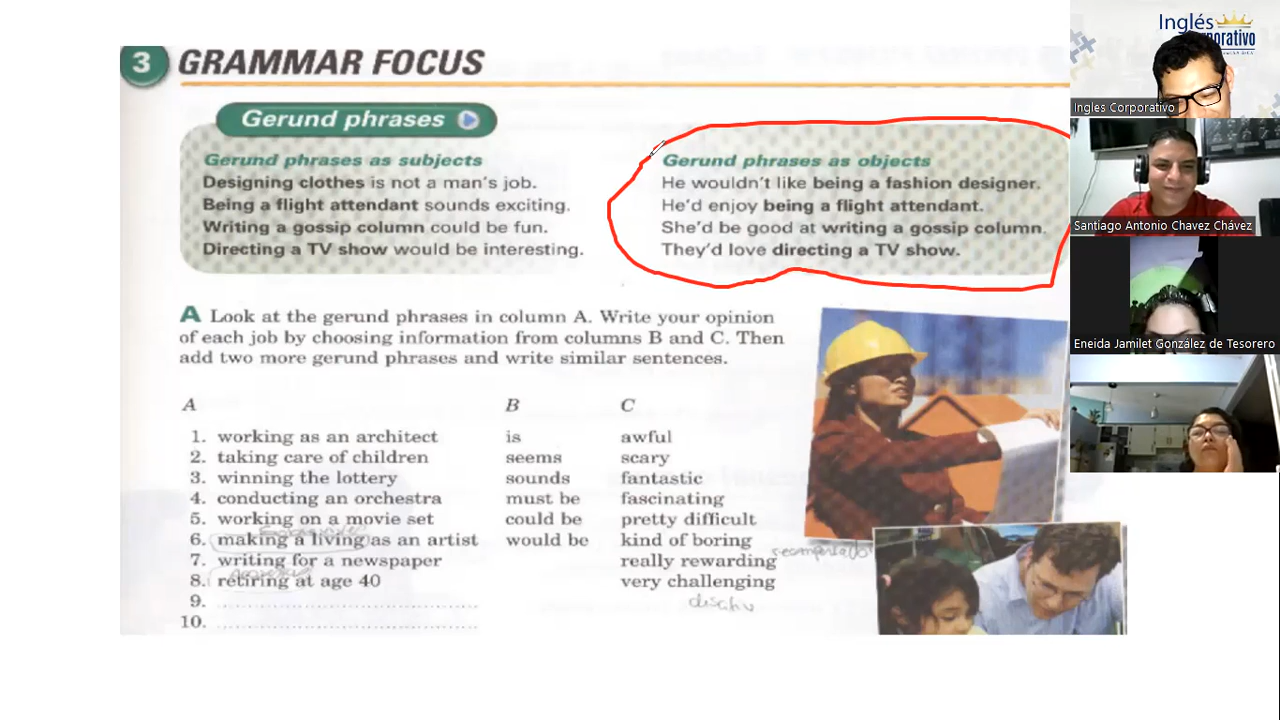 3 GRAMMAR FOCUS
Gerund phrases
Gerund phrases as subjects
Designing clothes is not a man's job.
Being a flight attendant sounds exciting.
Writing a gossip column could be fun.
Directing a TV show would be interesting.
Gerund phrases as objects
He wouldn't like being a fashion designer.
He'd enjoy being a flight attendant.
She'd be good at writing a gossip column.
They'd love directing a TV show.
A Look at the gerund phrases in column A. Write your opinion
of each job by choosing information from columns B and C. Then
add two more gerund phrases and write similar sentences.
A B C
1. working as an architect is awful
2. taking care of children seems scary
3. winning the lottery sounds fantastic
4. conducting an orchestra must be fascinating
5. working on a movie set could be pretty difficult
6. making a living as an artist would be kind of boring
7. writing for a newspaper really rewarding
8. retiring at age 40 very challenging
9.
10.
Inglés
Ingles Corporativo
Santiago Antonio Chavez Chávez
Eneida Jamilet González de Tesorero